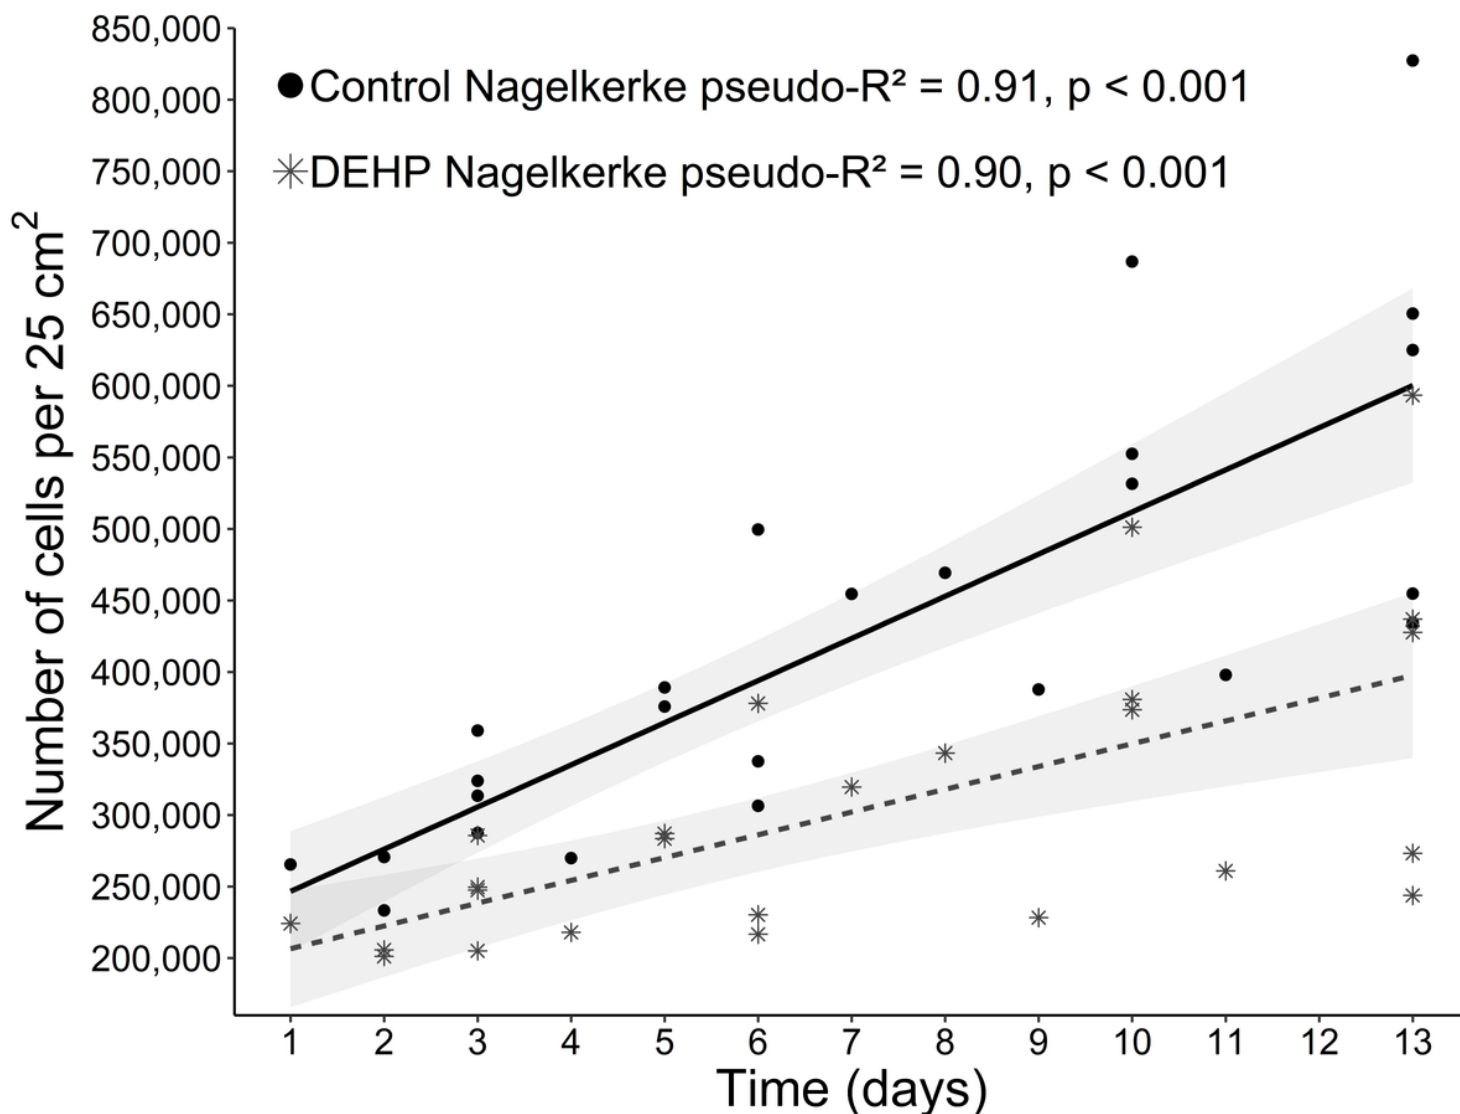 850,000
800,000
750,000
700,000
650,000
600,000
550,000
500,000
450,000
400,000
350,000
300,000
250,000
200,000
Number of cells per 25 cm²
Control Nagelkerke pseudo-R² = 0.91, p < 0.001
DEHP Nagelkerke pseudo-R² = 0.90, p < 0.001
1 2 3 4 5 6 7 8 9 10 11 12 13
Time (days)